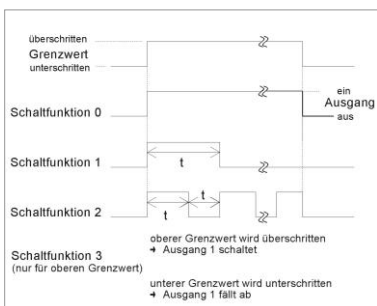 überschritten
Grenzwert
unterschritten
ein
Ausgang
aus
Schaltfunktion 0
Schaltfunktion 1
t
t
Schaltfunktion 2
t
Schaltfunktion 3
(nur für oberen Grenzwert)
oberer Grenzwert wird überschritten
➔ Ausgang 1 schaltet
unterer Grenzwert wird unterschritten
➔ Ausgang 1 fällt ab